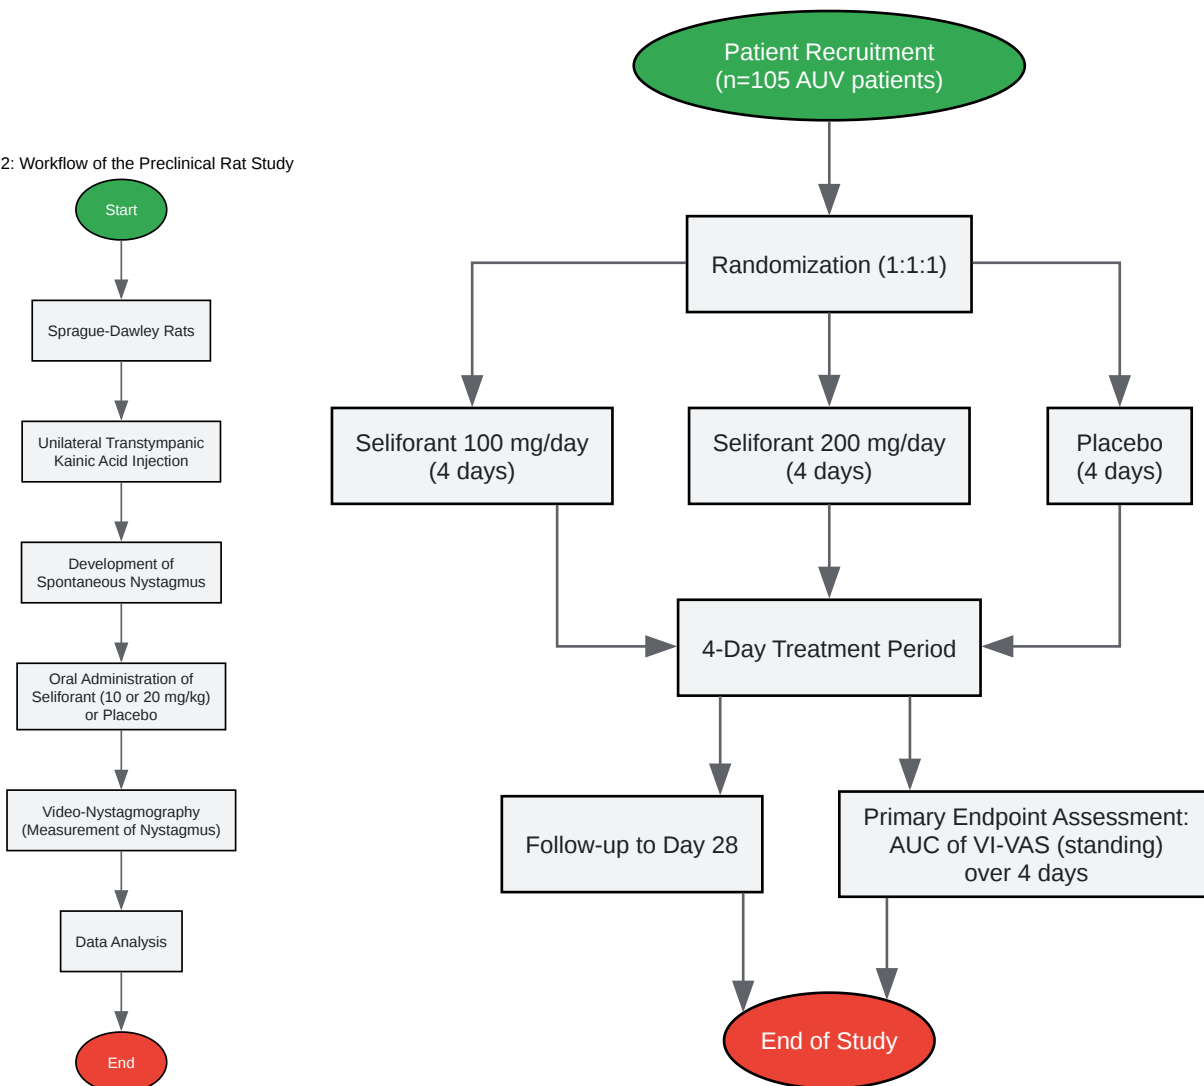 2: Workflow of the Preclinical Rat Study
Start
Sprague-Dawley Rats
Unilateral Transtympanic
Kainic Acid Injection
Development of
Spontaneous Nystagmus
Oral Administration of
Seliforant (10 or 20 mg/kg)
or Placebo
Video-Nystagmography
(Measurement of Nystagmus)
Data Analysis
End
Patient Recruitment
(n=105 AUV patients)
Randomization (1:1:1)
Seliforant 100 mg/day
(4 days)
Seliforant 200 mg/day
(4 days)
Placebo
(4 days)
4-Day Treatment Period
Follow-up to Day 28
Primary Endpoint Assessment:
AUC of VI-VAS (standing)
over 4 days
End of Study